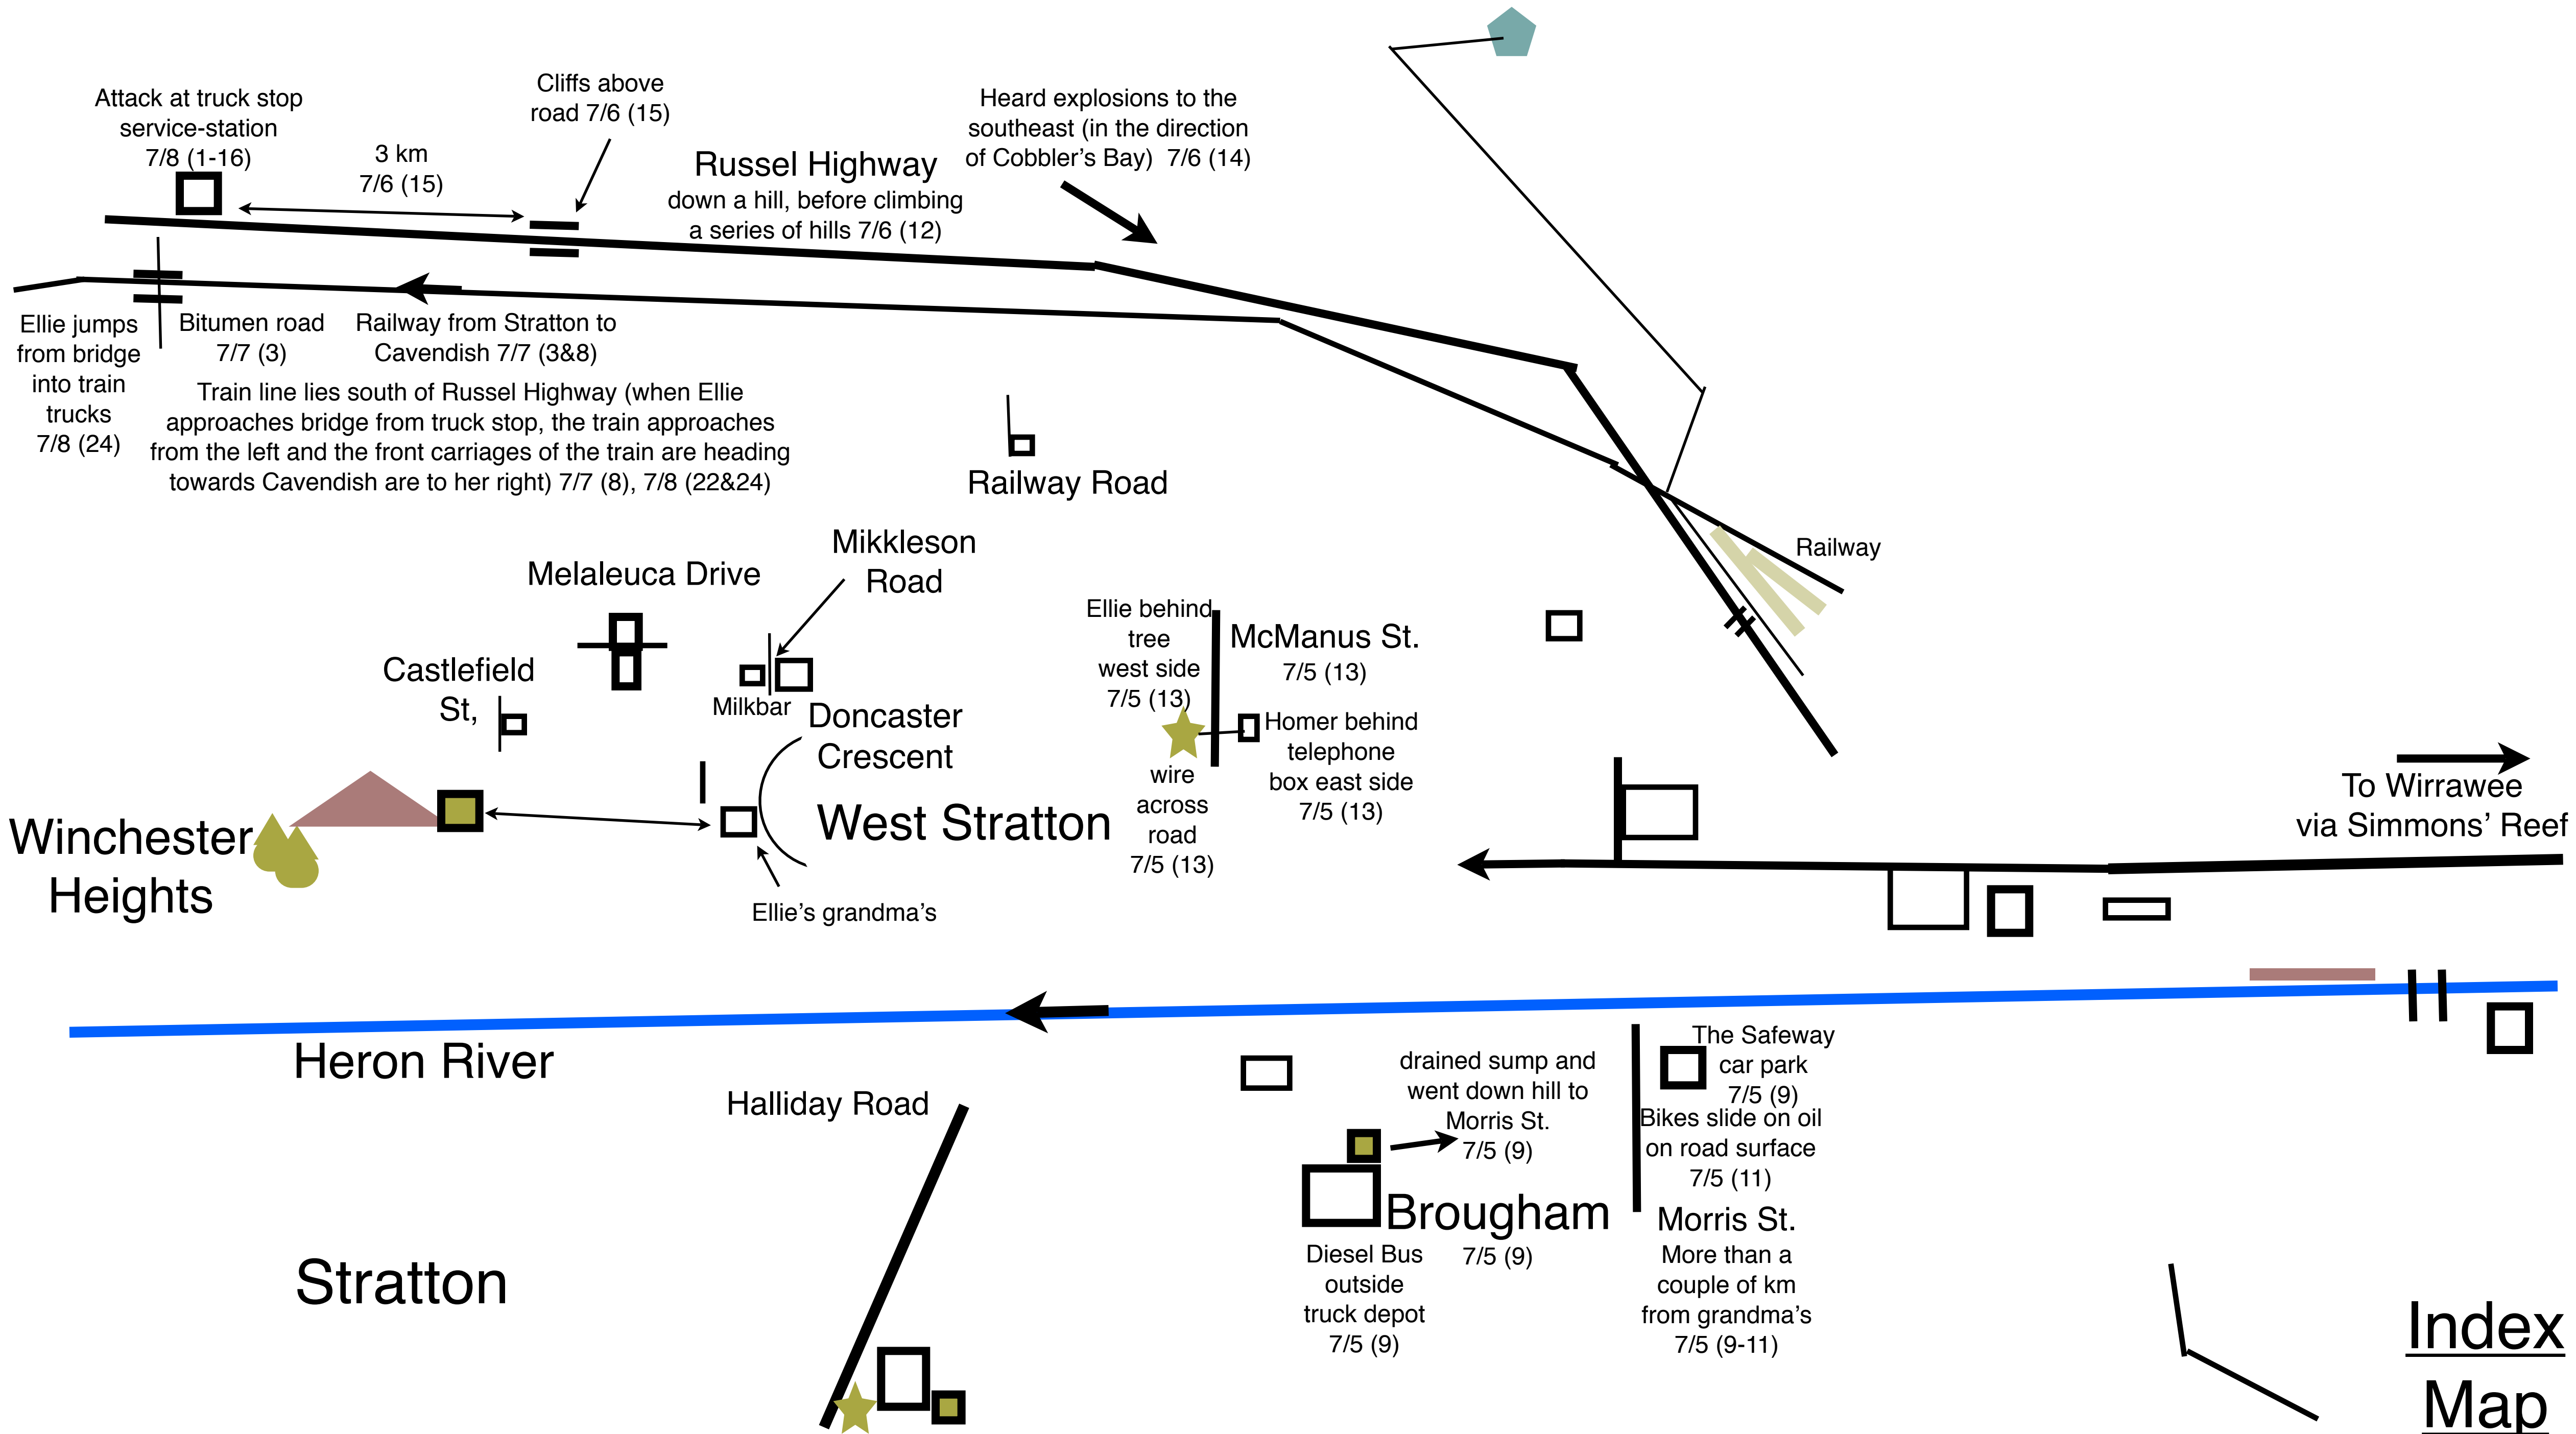 Attack at truck stop
service-station
7/8 (1-16)
3 km
7/6 (15)
Cliffs above
road 7/6 (15)
Russel Highway
down a hill, before climbing
a series of hills 7/6 (12)
Heard explosions to the
southeast (in the direction
of Cobbler's Bay)  7/6 (14)
Ellie jumps
from bridge
into train
trucks
7/8 (24)
Bitumen road
7/7 (3)
Railway from Stratton to
Cavendish 7/7 (3&8)
Train line lies south of Russel Highway (when Ellie
approaches bridge from truck stop, the train approaches
from the left and the front carriages of the train are heading
towards Cavendish are to her right) 7/7 (8), 7/8 (22&24)
Railway Road
Railway
Mikkleson
Road
Melaleuca Drive
Castlefield
St,
Milkbar
Doncaster
Crescent
Ellie behind
tree
west side
7/5 (13)
McManus St.
7/5 (13)
Homer behind
telephone
box east side
7/5 (13)
wire
across
road
7/5 (13)
Winchester
Heights
West Stratton
Ellie's grandma's
To Wirrawee
via Simmons' Reef
Heron River
Halliday Road
Stratton
drained sump and
went down hill to
Morris St.
7/5 (9)
Brougham
7/5 (9)
Diesel Bus
outside
truck depot
7/5 (9)
The Safeway
car park
7/5 (9)
Bikes slide on oil
on road surface
7/5 (11)
Morris St.
More than a
couple of km
from grandma's
7/5 (9-11)
Index
Map